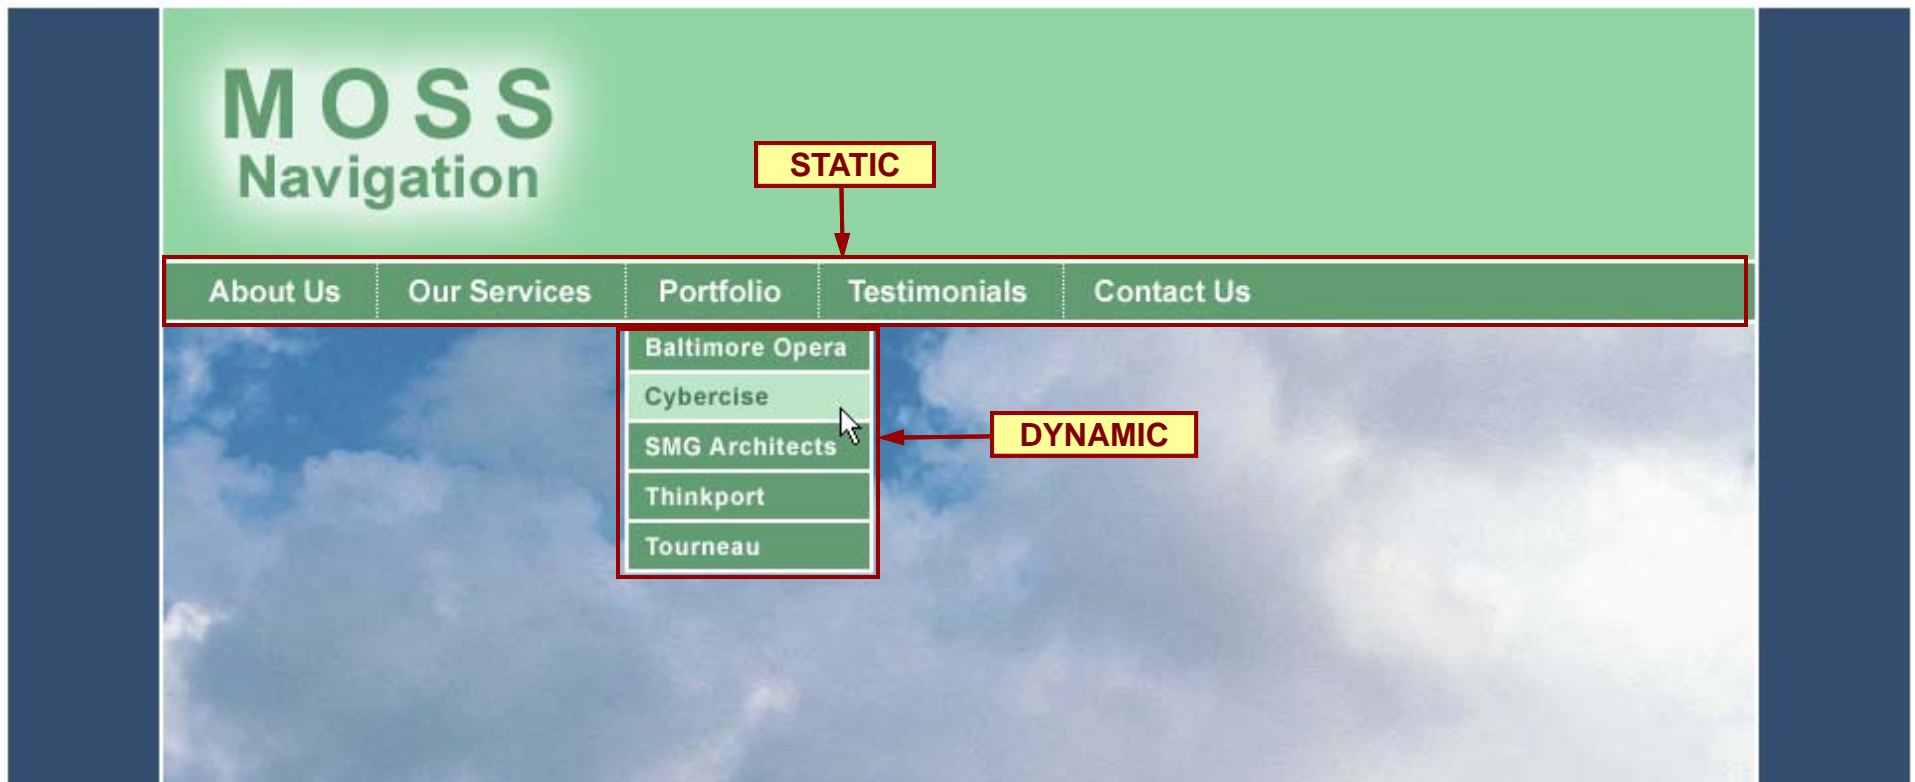 MOSS
Navigation
STATIC
About Us Our Services Portfolio Testimonials Contact Us
Baltimore Opera
Cybercise
SMG Architects
DYNAMIC
Thinkport
Tourneau